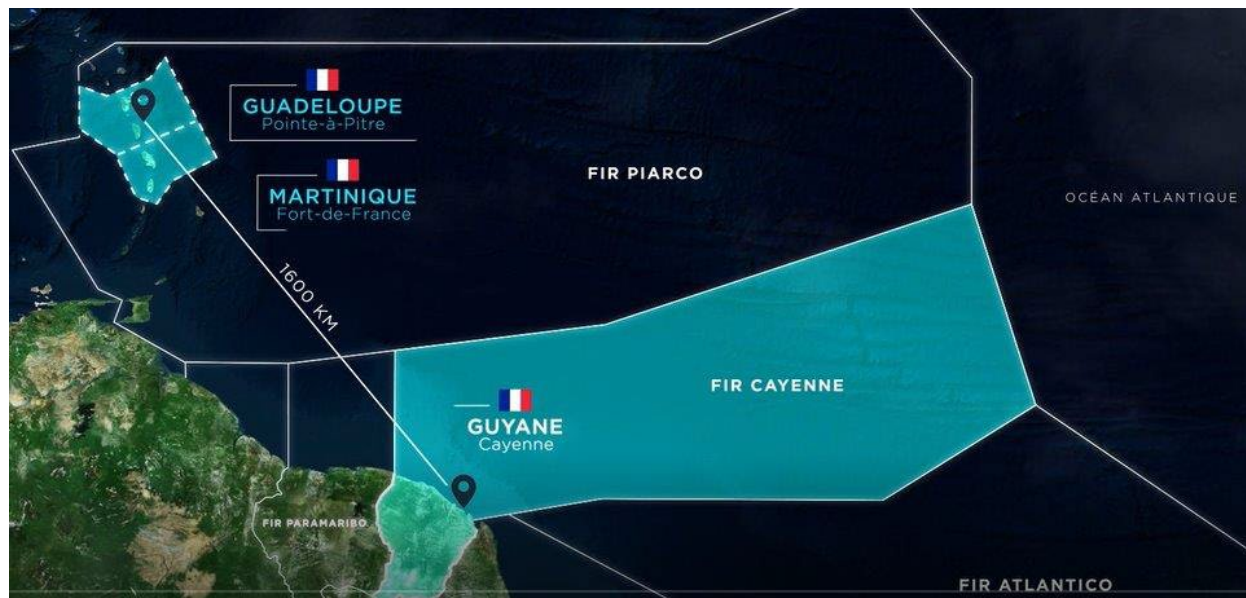 GUADELOUPE
Pointe-à-Pitre
MARTINIQUE
Fort-de-France
FIR PIARCO
OCÉAN ATLANTIQUE
1600 KM
FIR CAYENNE
GUYANE
Cayenne
FIR PARAMARIBO
FIR ATLANTICO